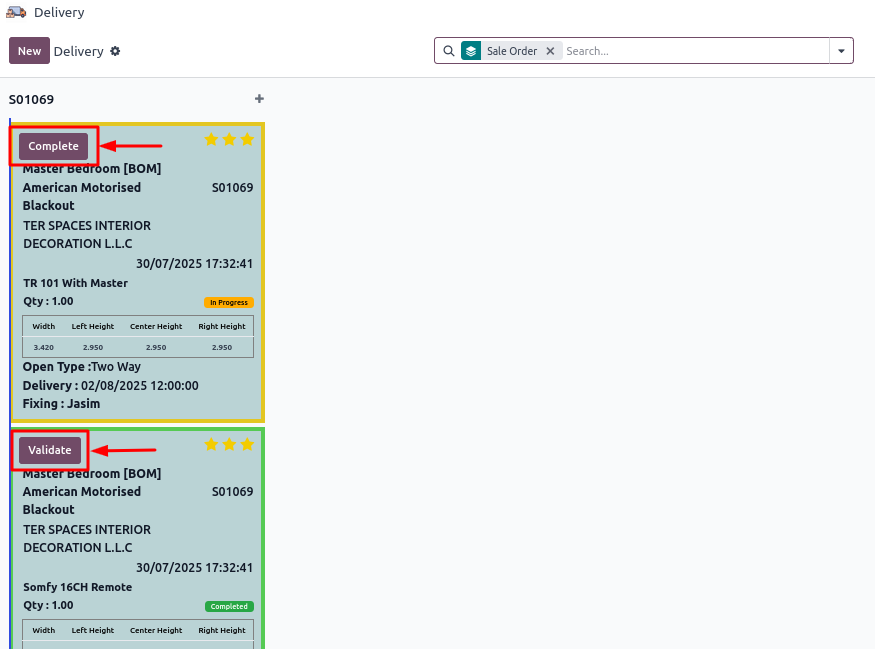 Delivery
New Delivery Sale Order Search...
S01069
Complete
Master Bedroom [BOM]
American Motorised S01069
Blackout
TER SPACES INTERIOR
DECORATION L.L.C
30/07/2025 17:32:41
TR 101 With Master
Qty : 1.00 In Progress
Width Left Height Center Height Right Height
3.420 2.950 2.950 2.950
Open Type :Two Way
Delivery : 02/08/2025 12:00:00
Fixing : Jasim
Validate
Master Bedroom [BOM]
American Motorised S01069
Blackout
TER SPACES INTERIOR
DECORATION L.L.C
30/07/2025 17:32:41
Somfy 16CH Remote
Qty : 1.00 Completed
Width Left Height Center Height Right Height